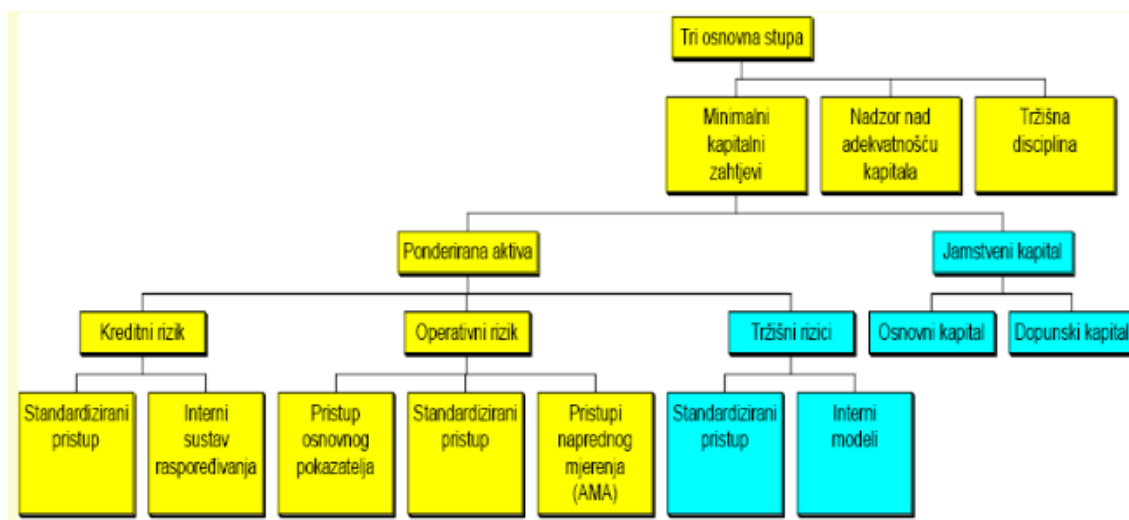 Tri osnovna stupa
Minimalni
kapitalni
zahtjevi
Nadzor nad
adekvatnošću
kapitala
Tržišna
disciplina
Ponderirana aktiva
Jamstveni kapital
Kreditni rizik
Operativni rizik
Tržišni rizici
Osnovni kapital
Dopunski kapital
Standardizirani
pristup
Interni
sustav
raspoređivanja
Pristup
osnovnog
pokazatelja
Standardizirani
pristup
Pristupi
naprednog
mjerenja
(AMA)
Standardizirani
pristup
Interni
modeli